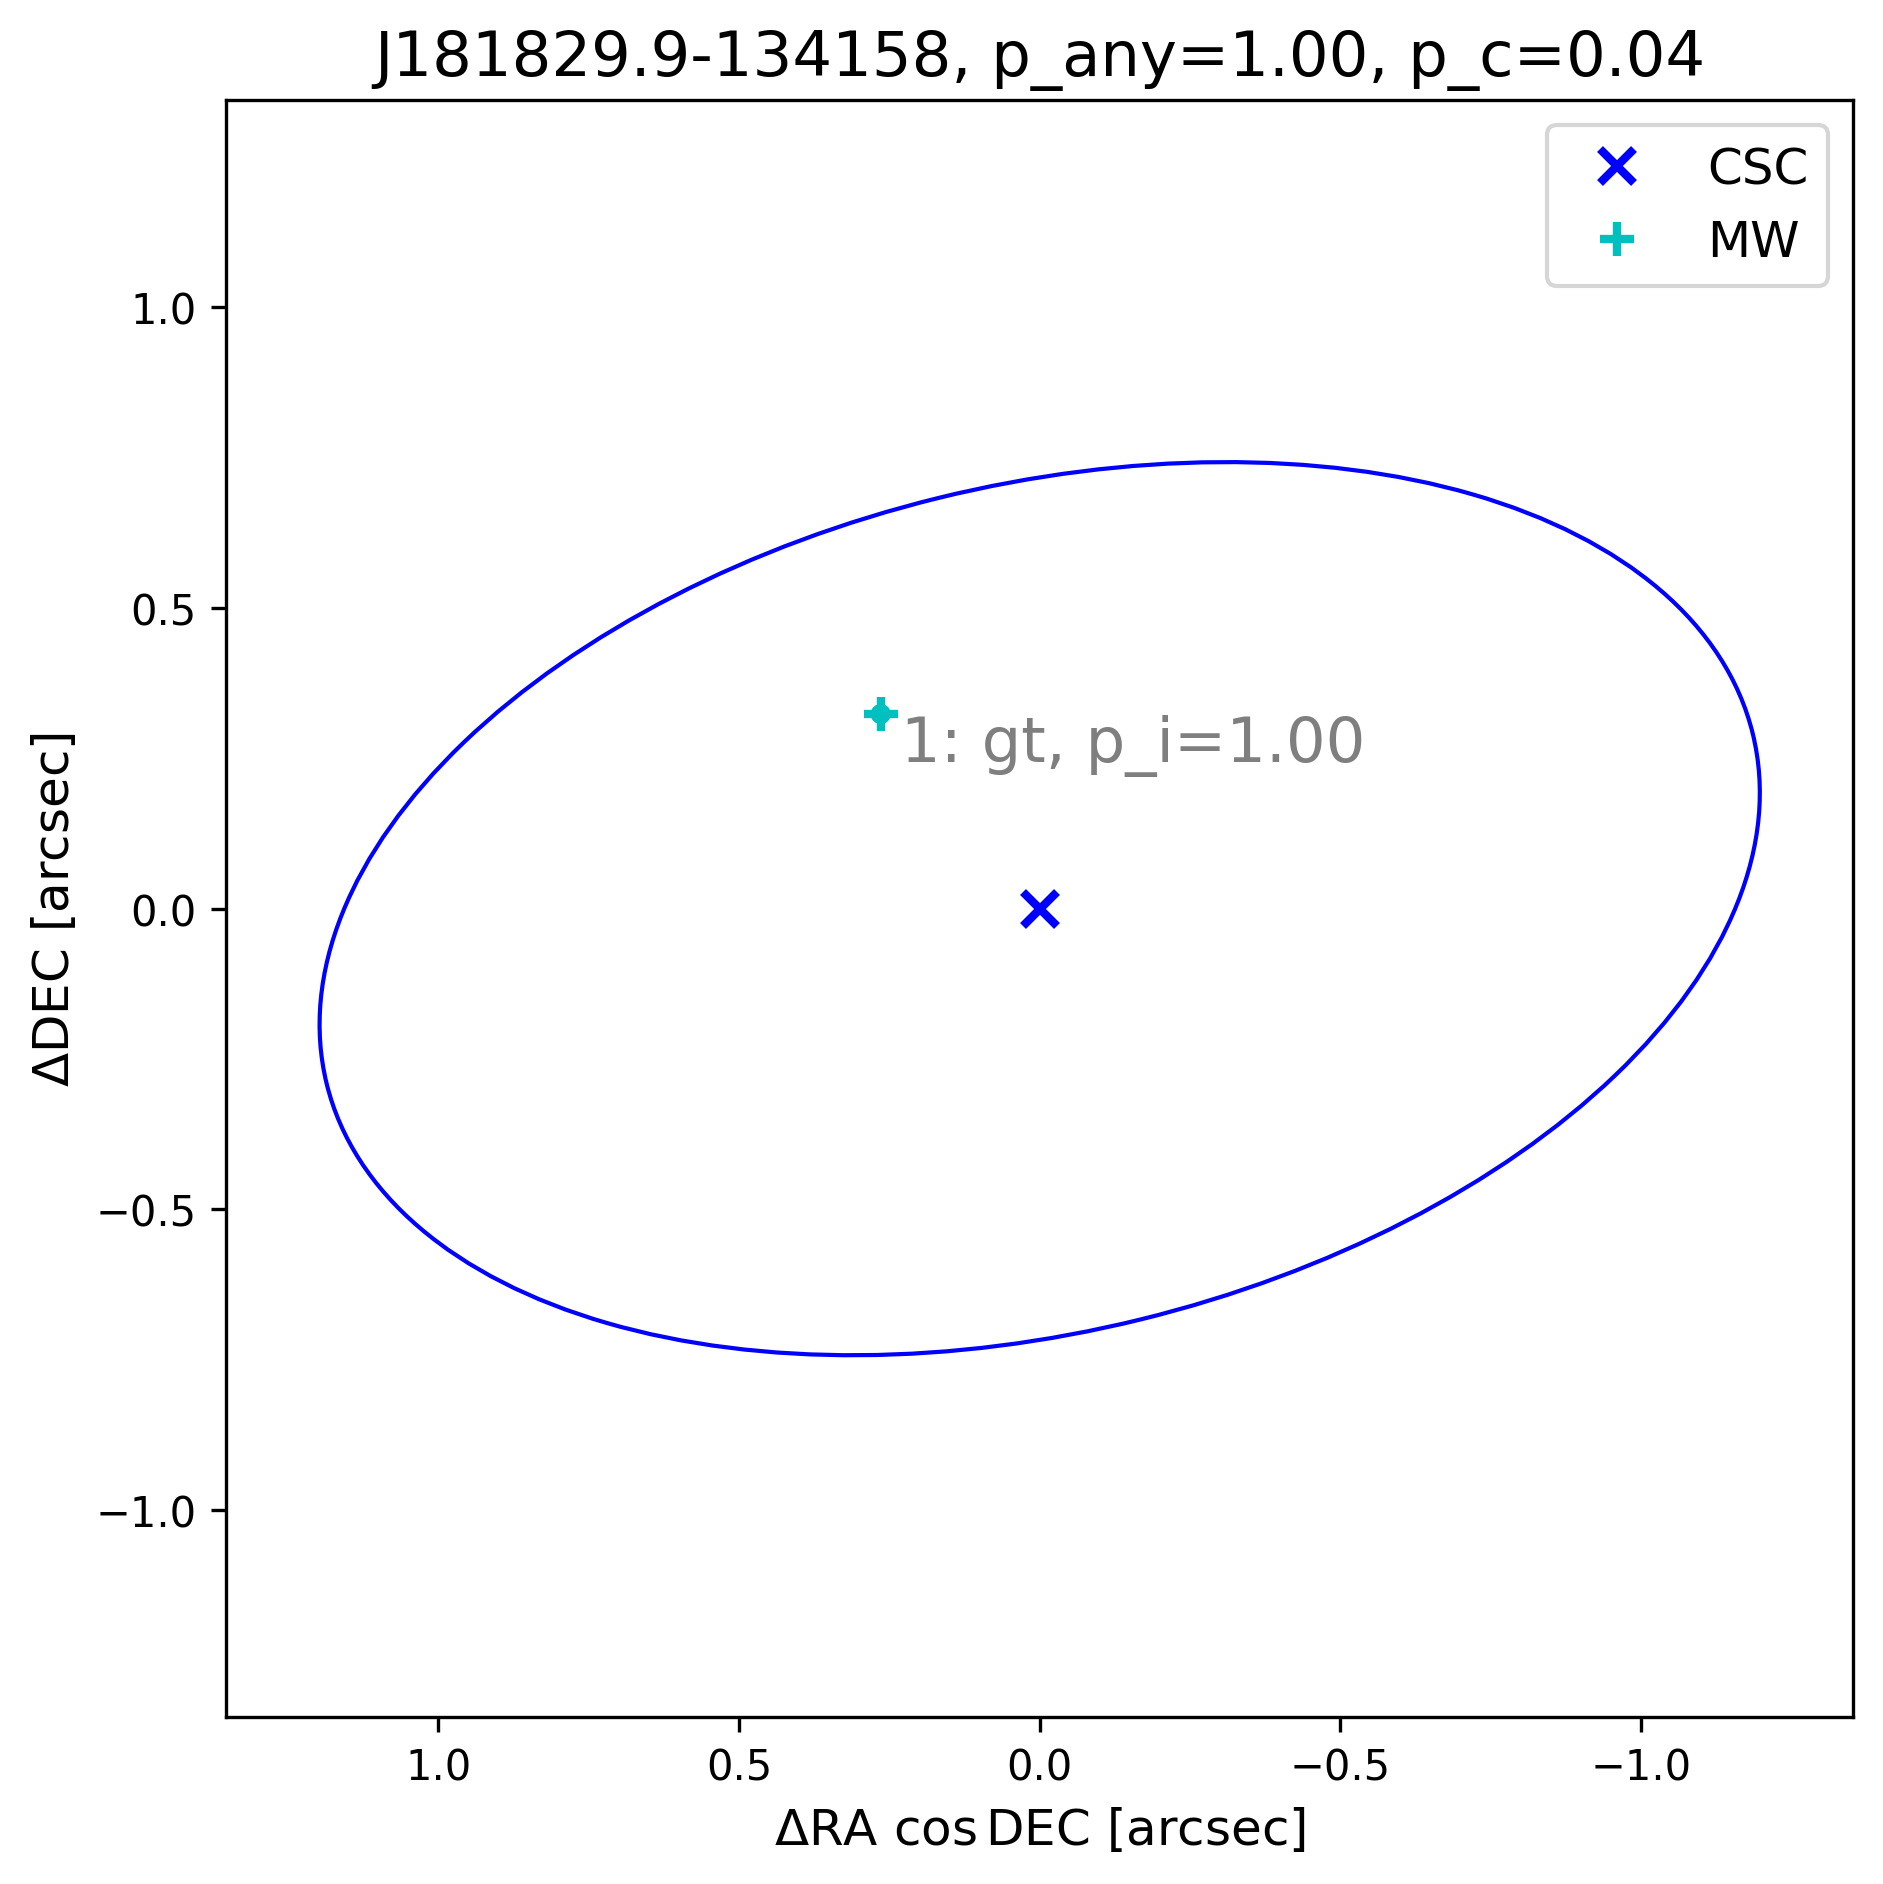 J181829.9-134158, p_any=1.00, p_c=0.04
CSC
MW
1.0
0.5
0.0
−0.5
−1.0
ΔDEC [arcsec]
1: gt, p_i=1.00
1.0
0.5
0.0
−0.5
−1.0
ΔRA cos DEC [arcsec]